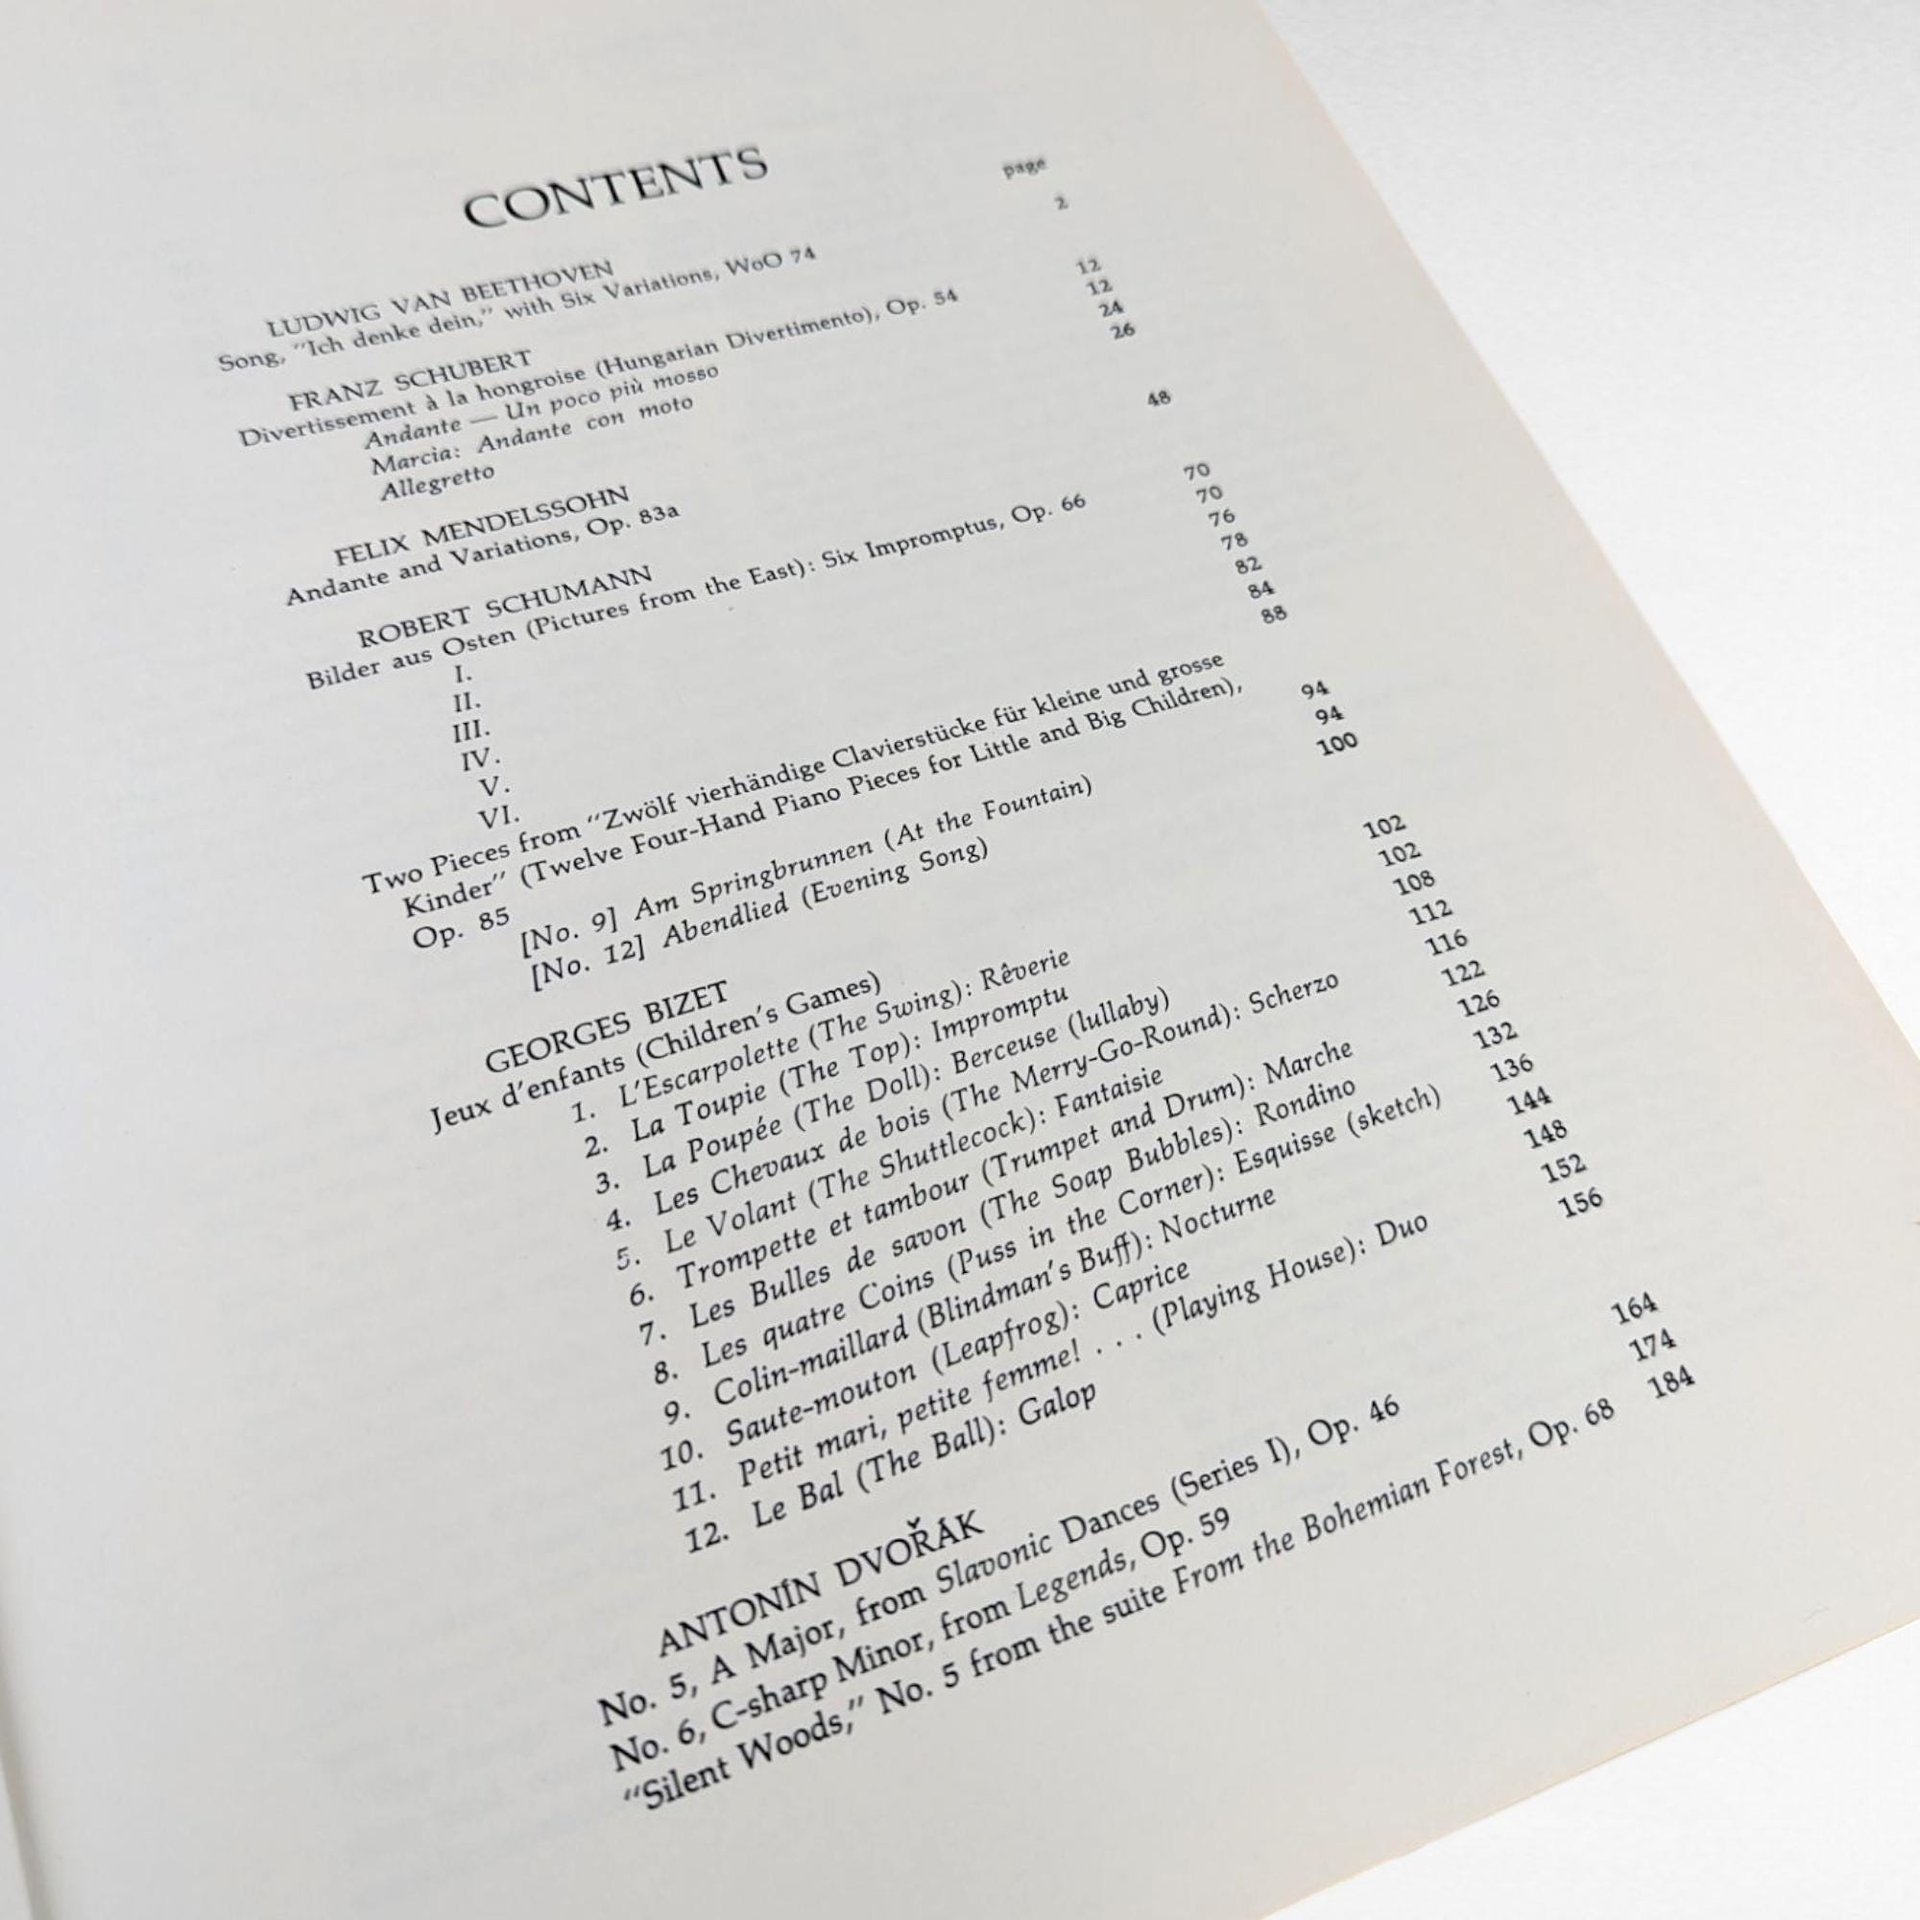 CONTENTS
page
LUDWIG VAN BEETHOVEN
Song, "Ich denke dein," with Six Variations, WoO 74 2
FRANZ SCHUBERT
Divertissement à la hongroise (Hungarian Divertimento), Op. 54 12
Andante — Un poco più mosso 12
Marcia: Andante con moto 24
Allegretto 26
FELIX MENDELSSOHN
Andante and Variations, Op. 83a 48
ROBERT SCHUMANN
Bilder aus Osten (Pictures from the East): Six Impromptus, Op. 66 70
I. 70
II. 76
III. 78
IV. 82
V. 84
VI. 88
Two Pieces from "Zwölf vierhändige Clavierstücke für kleine und grosse
Kinder" (Twelve Four-Hand Piano Pieces for Little and Big Children),
Op. 85 94
[No. 9] Am Springbrunnen (At the Fountain) 94
[No. 12] Abendlied (Evening Song) 100
GEORGES BIZET
Jeux d'enfants (Children's Games) 102
1. L'Escarpolette (The Swing): Rêverie 102
2. La Toupie (The Top): Impromptu 108
3. La Poupée (The Doll): Berceuse (lullaby) 112
4. Les Chevaux de bois (The Merry-Go-Round): Scherzo 116
5. Le Volant (The Shuttlecock): Fantaisie 122
6. Trompette et tambour (Trumpet and Drum): Marche 126
7. Les Bulles de savon (The Soap Bubbles): Rondino 132
8. Les quatre Coins (Puss in the Corner): Esquisse (sketch) 136
9. Colin-maillard (Blindman's Buff): Nocturne 144
10. Saute-mouton (Leapfrog): Caprice 148
11. Petit mari, petite femme! . . . (Playing House): Duo 152
12. Le Bal (The Ball): Galop 156
ANTONÍN DVOŘÁK
No. 5, A Major, from Slavonic Dances (Series I), Op. 46 164
No. 6, C-sharp Minor, from Legends, Op. 59 174
"Silent Woods," No. 5 from the suite From the Bohemian Forest, Op. 68 184